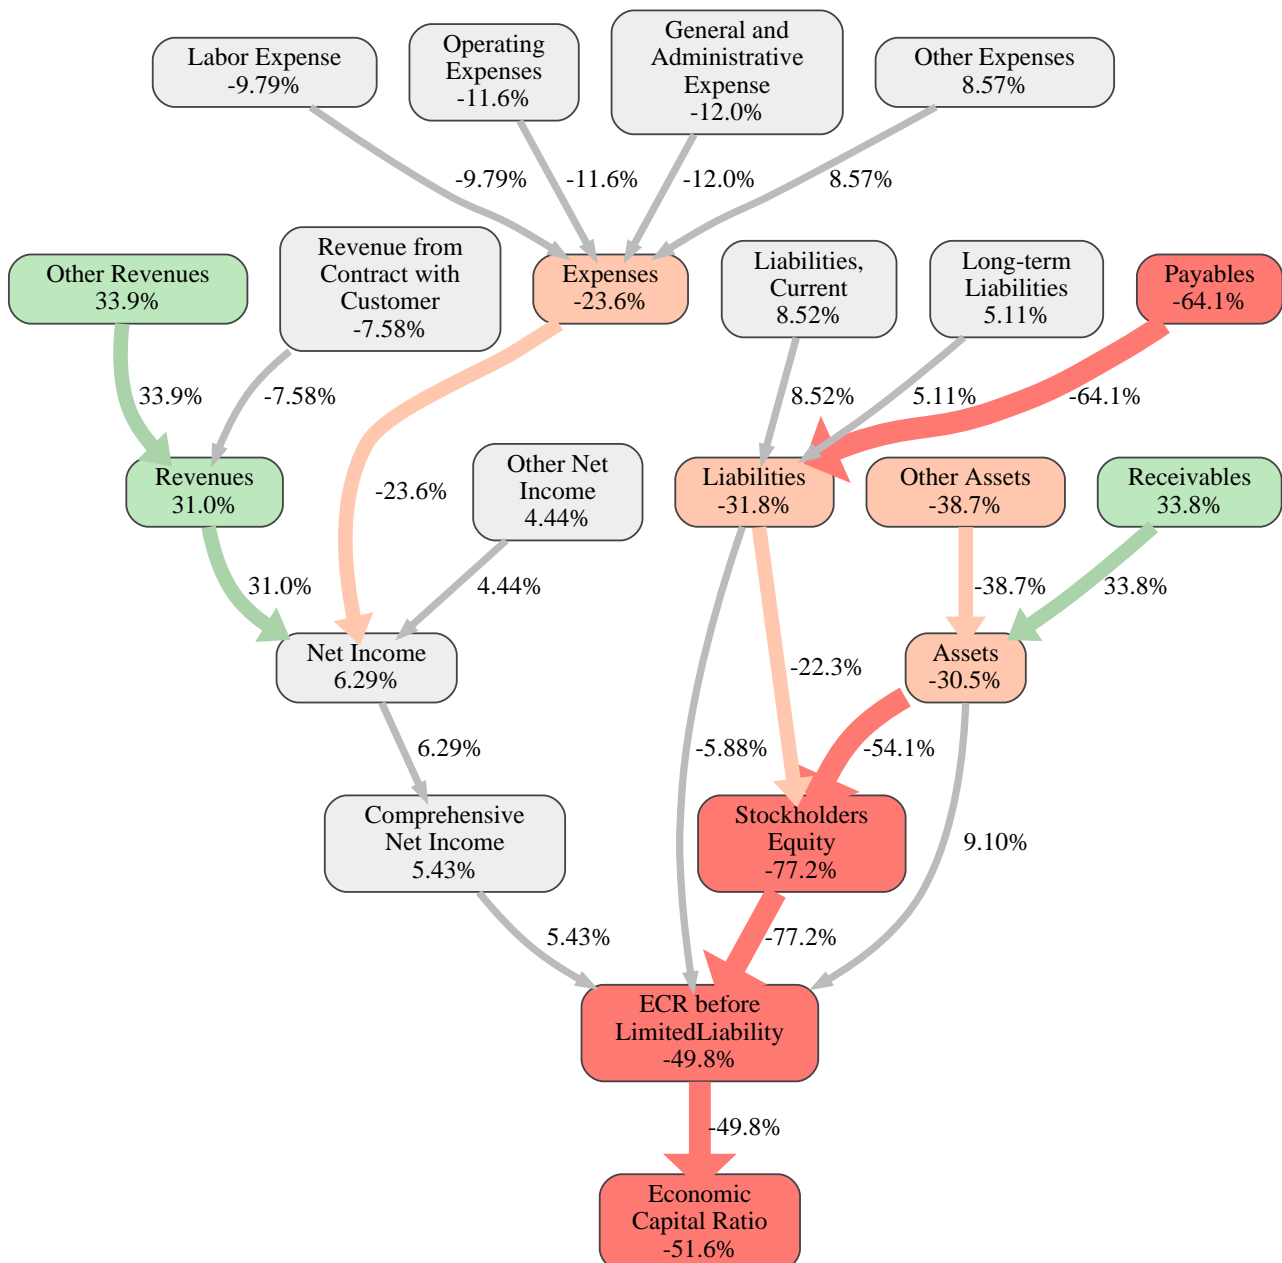 Labor Expense
-9.79%
Operating
Expenses
-11.6%
General and
Administrative
Expense
-12.0%
Other Expenses
8.57%
-9.79%
-11.6%
-12.0%
8.57%
Other Revenues
33.9%
Revenue from
Contract with
Customer
-7.58%
Expenses
-23.6%
Liabilities,
Current
8.52%
Long-term
Liabilities
5.11%
Payables
-64.1%
33.9%
-7.58%
8.52%
5.11%
-64.1%
Revenues
31.0%
-23.6%
Other Net
Income
4.44%
Liabilities
-31.8%
Other Assets
-38.7%
Receivables
33.8%
31.0%
4.44%
-38.7%
33.8%
Net Income
6.29%
-22.3%
Assets
-30.5%
6.29%
-5.88%
-54.1%
Comprehensive
Net Income
5.43%
Stockholders
Equity
-77.2%
9.10%
5.43%
-77.2%
ECR before
LimitedLiability
-49.8%
-49.8%
Economic
Capital Ratio
-51.6%